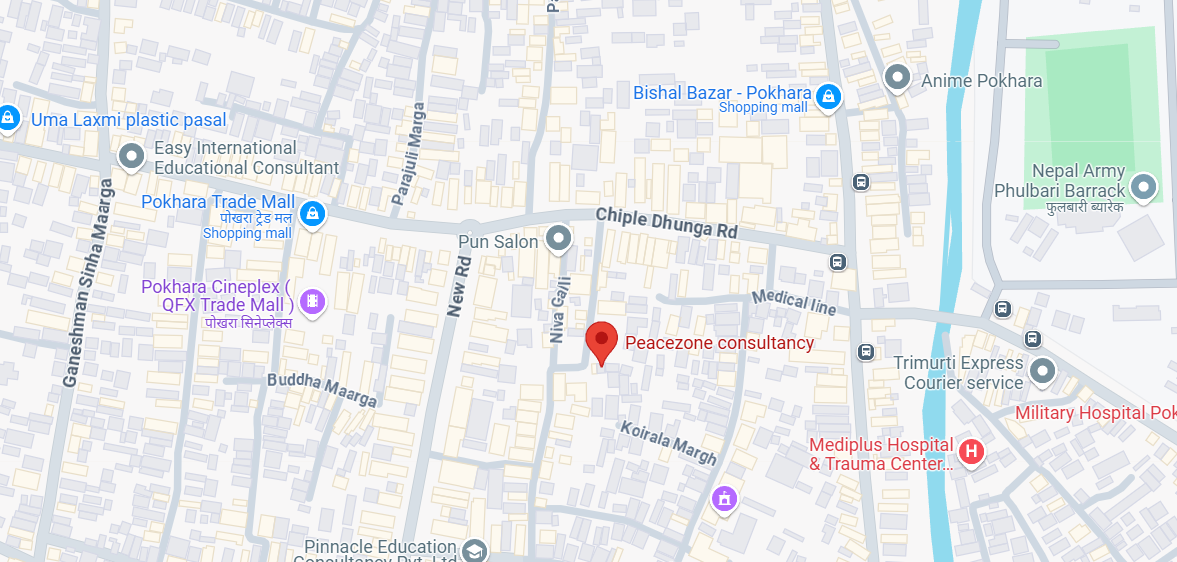 Pa
Bishal Bazar - Pokhara
Shopping mall
Anime Pokhara
Uma Laxmi plastic pasal
Easy International
Educational Consultant
Parajuli Marga
Nepal Army
Phulbari Barrack
फुलबारी ब्यारेक
Pokhara Trade Mall
पोखरा ट्रेड मल
Shopping mall
Chiple Dhunga Rd
Pun Salon
Ganeshman Sinha Maarga
New Rd
Niva Galli
Pokhara Cineplex (
QFX Trade Mall )
पोखरा सिनेप्लेक्स
Medical line
Peacezone consultancy
Trimurti Express
Courier service
Buddha Maarga
Military Hospital Pok
Koirala Margh
Mediplus Hospital
& Trauma Center...
H
Pinnacle Education
Consultancy Pvt. Ltd